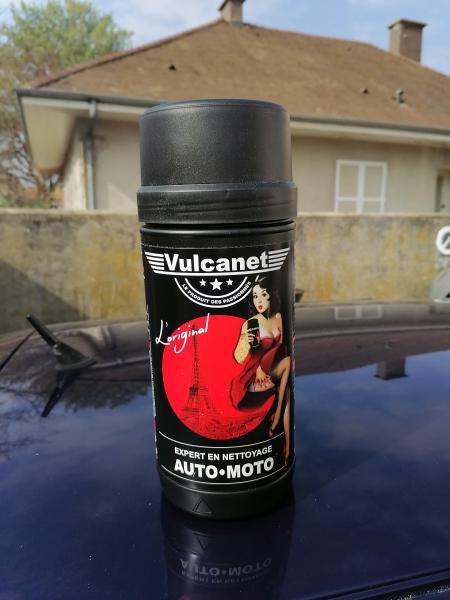 Vulcanet
LE PRODUIT DES PASSIONNÉS
L'original
EXPERT EN NETTOYAGE
AUTO•MOTO